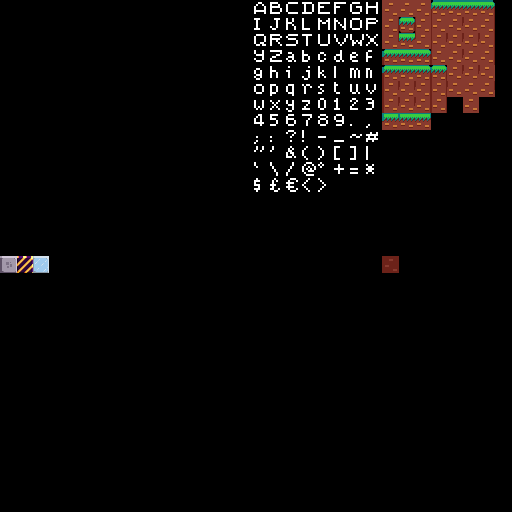 ABCDEFGH
IJKLMNOP
QRSTUVWX
YZabcdef
ghijklmn
opqrstuv
wxyz0123
456789.,
;:?!-_~#
"'&()[]|
`\/@°+=*
$£€<>